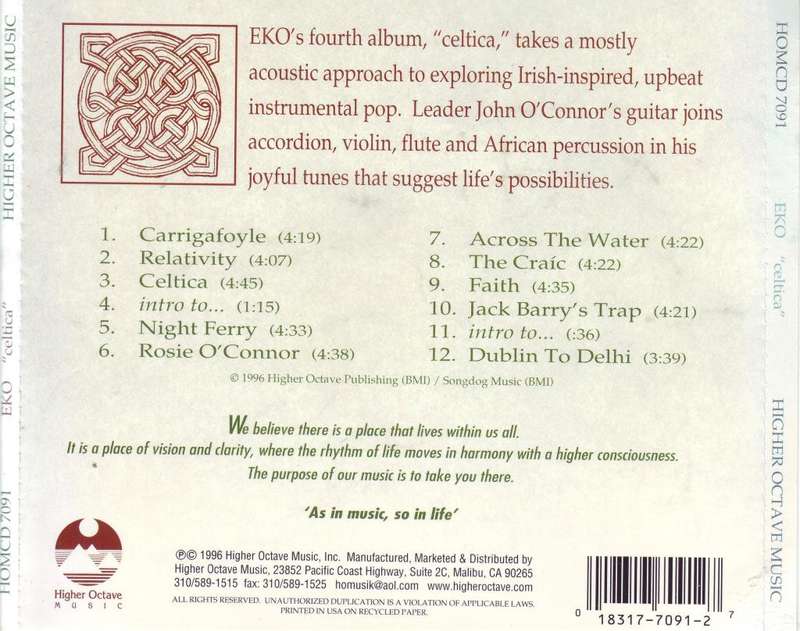 HIGHER OCTAVE MUSIC
EKO "celtica"
HOMCD 7091
EKO's fourth album, "celtica," takes a mostly
acoustic approach to exploring Irish-inspired, upbeat
instrumental pop. Leader John O'Connor's guitar joins
accordion, violin, flute and African percussion in his
joyful tunes that suggest life's possibilities.
1. Carrigafoyle (4:19)
2. Relativity (4:07)
3. Celtica (4:45)
4. intro to... (1:15)
5. Night Ferry (4:33)
6. Rosie O'Connor (4:38)
7. Across The Water (4:22)
8. The Craíc (4:22)
9. Faith (4:35)
10. Jack Barry's Trap (4:21)
11. intro to... (:36)
12. Dublin To Delhi (3:39)
© 1996 Higher Octave Publishing (BMI) / Songdog Music (BMI)
We believe there is a place that lives within us all.
It is a place of vision and clarity, where the rhythm of life moves in harmony with a higher consciousness.
The purpose of our music is to take you there.
'As in music, so in life'
Higher Octave
MUSIC
℗© 1996 Higher Octave Music, Inc. Manufactured, Marketed & Distributed by
Higher Octave Music, 23852 Pacific Coast Highway, Suite 2C, Malibu, CA 90265
310/589-1515 fax: 310/589-1525 homusik@aol.com www.higheroctave.com
ALL RIGHTS RESERVED. UNAUTHORIZED DUPLICATION IS A VIOLATION OF APPLICABLE LAWS.
PRINTED IN USA ON RECYCLED PAPER.
0 18317-7091-2 7
HOMCD 7091
EKO "celtica"
HIGHER OCTAVE MUSIC